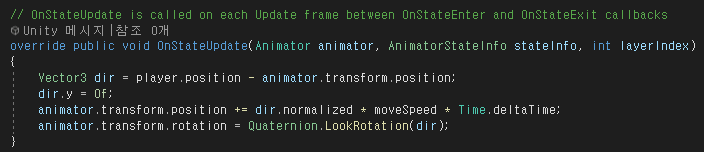 // OnStateUpdate is called on each Update frame between OnStateEnter and OnStateExit callbacks
Unity 메시지|참조 0개
override public void OnStateUpdate(Animator animator, AnimatorStateInfo stateInfo, int layerIndex)
{
    Vector3 dir = player.position - animator.transform.position;
    dir.y = 0f;
    animator.transform.position += dir.normalized * moveSpeed * Time.deltaTime;
    animator.transform.rotation = Quaternion.LookRotation(dir);
}